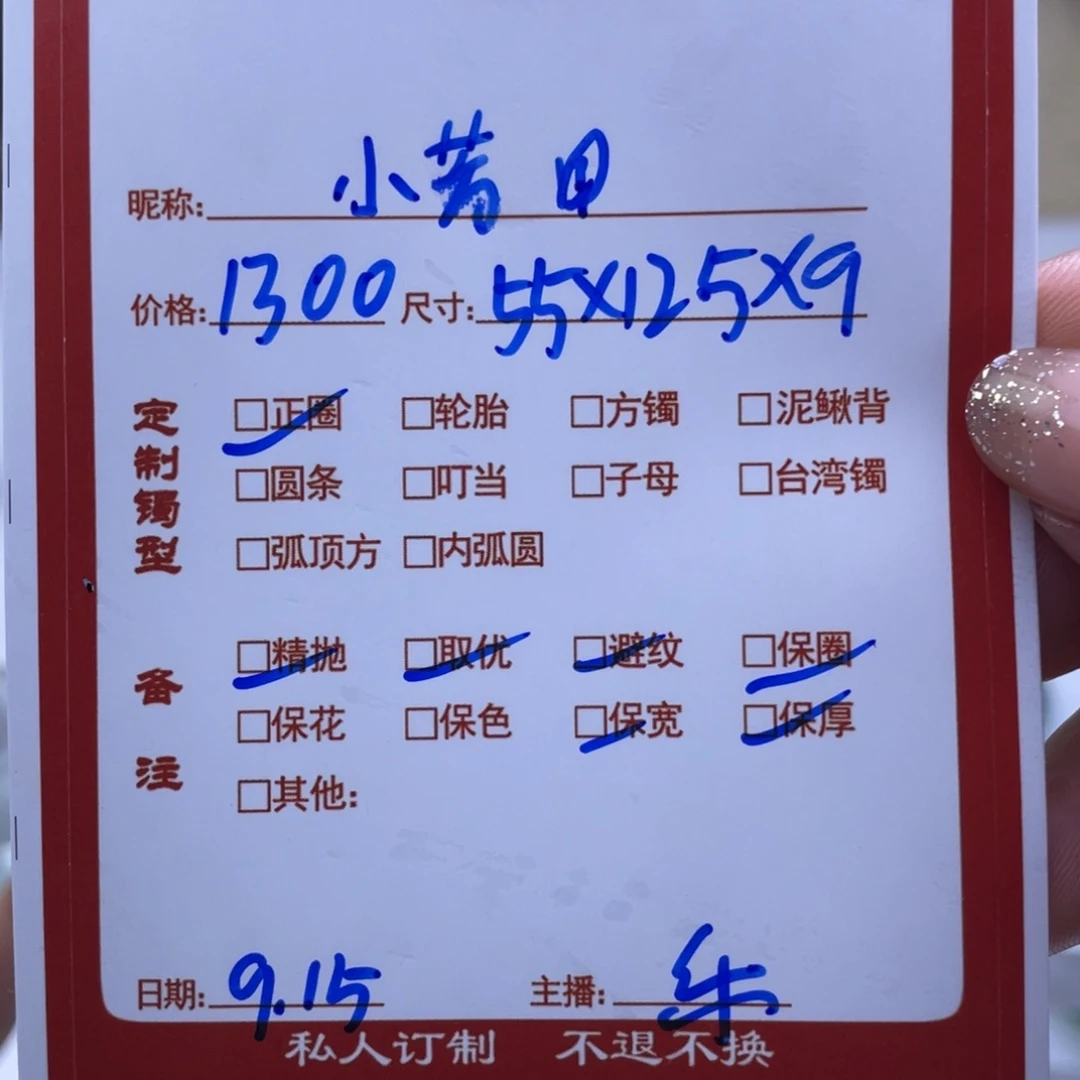 昵称: 小昔 甲
价格: 1300 尺寸: 55X125X9
定制镯型
□正圈 □轮胎 □方镯 □泥鳅背
□圆条 □叮当 □子母 □台湾镯
□弧顶方 □内弧圆
备注
□精抛 □取优 □避纹 □保圈
□保花 □保色 □保宽 □保厚
□其他:
日期: 9.15 主播:
私人订制 不退不换